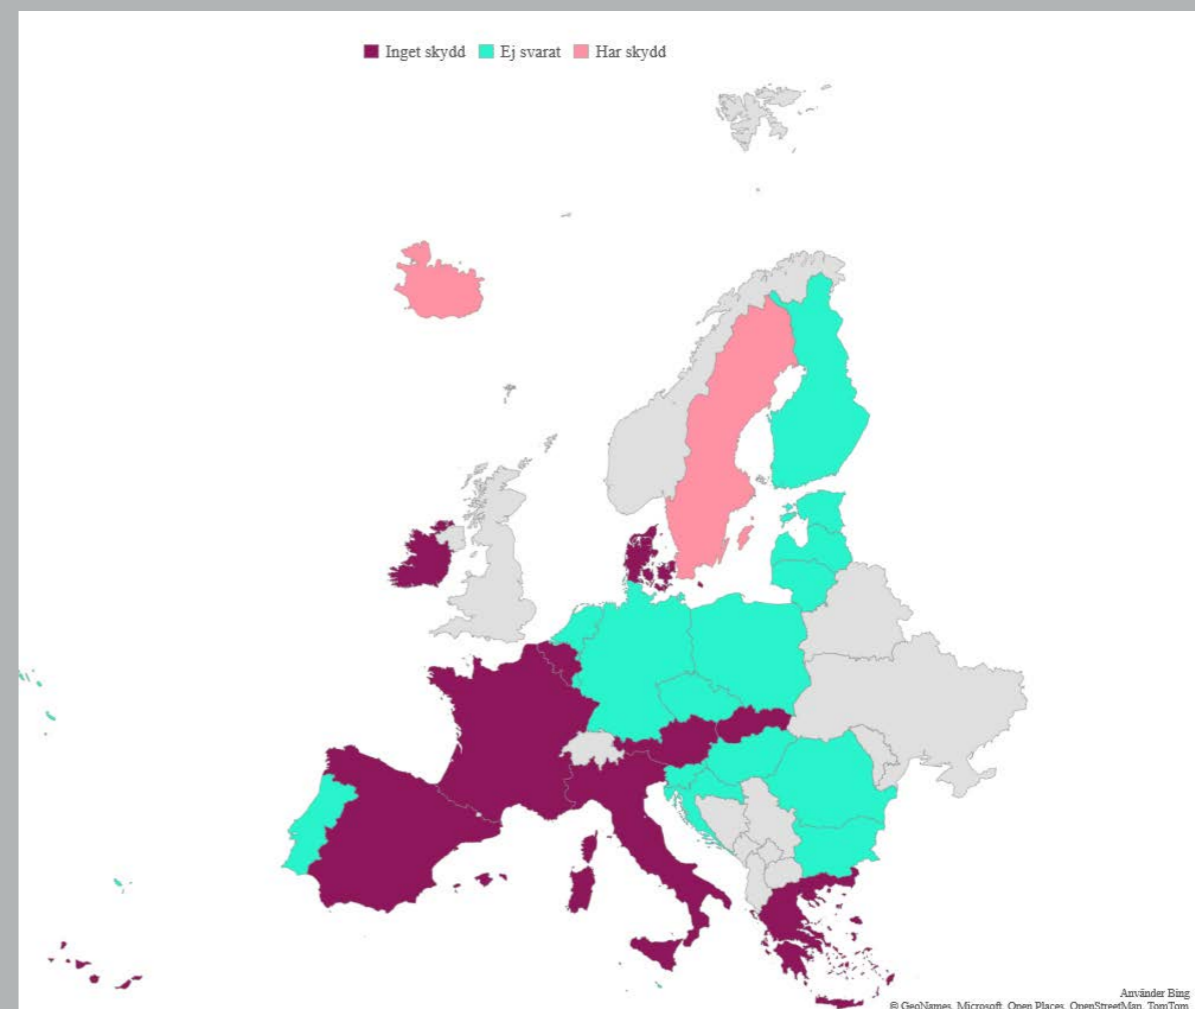 Inget skydd Ej svarat Har skydd
Använder Bing
© GeoNames, Microsoft, Open Places, OpenStreetMap, TomTom